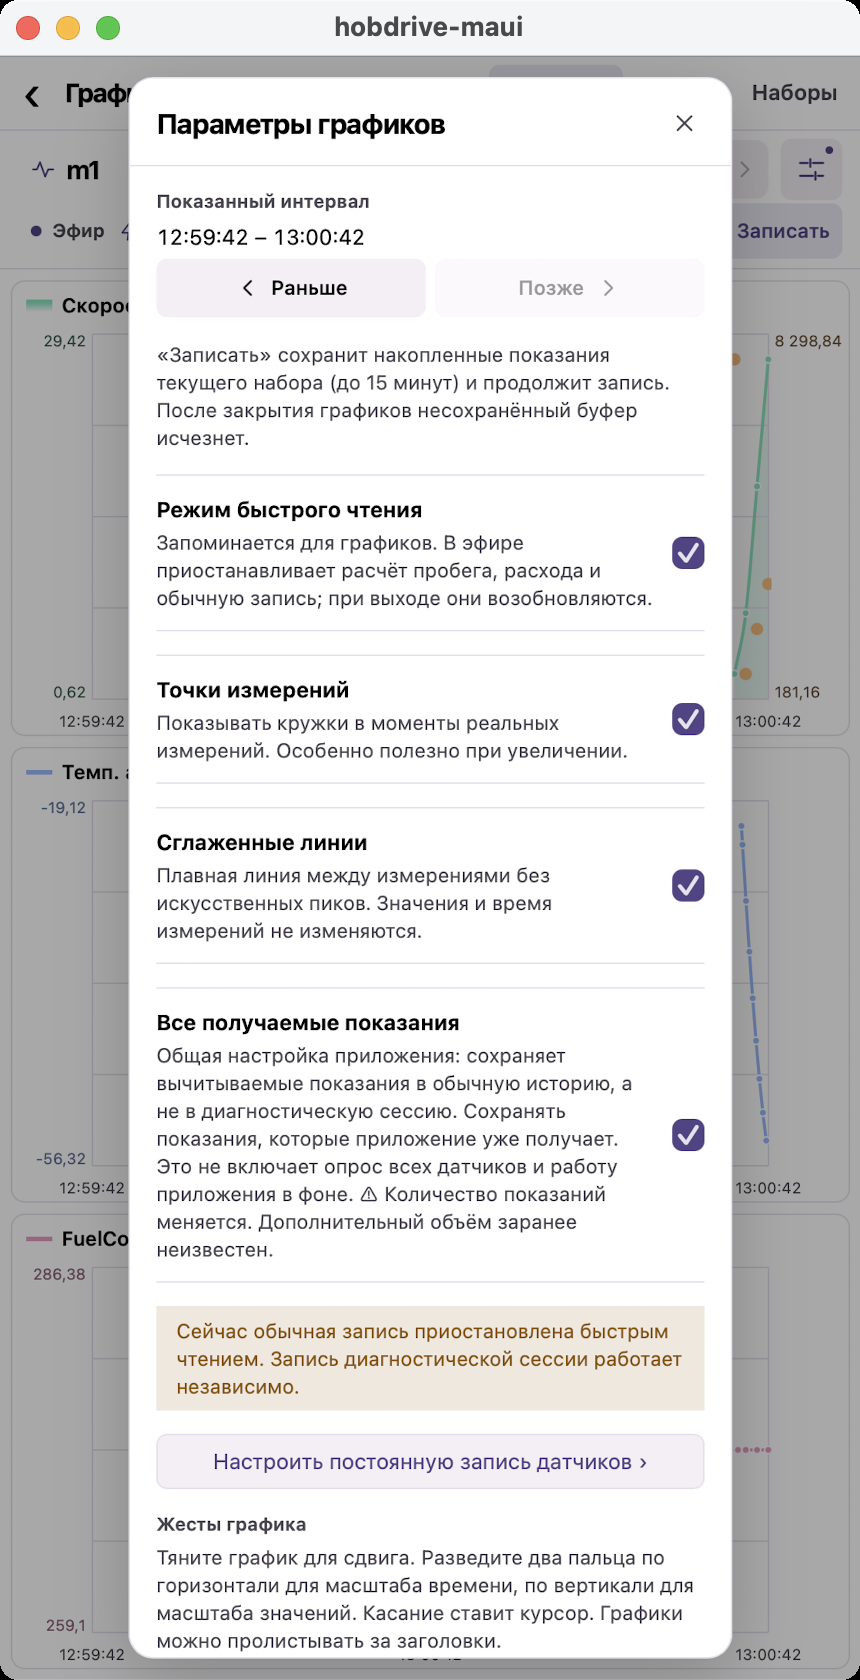 hobdrive-maui
Граф
Наборы
Параметры графиков
m1
Эфир
Записать
Показанный интервал
12:59:42 – 13:00:42
Раньше
Позже
Скорос
29,42
8 298,84
«Записать» сохранит накопленные показания
текущего набора (до 15 минут) и продолжит запись.
После закрытия графиков несохранённый буфер
исчезнет.
Режим быстрого чтения
Запоминается для графиков. В эфире
приостанавливает расчёт пробега, расхода и
обычную запись; при выходе они возобновляются.
Точки измерений
0,62
181,16
Показывать кружки в моменты реальных
измерений. Особенно полезно при увеличении.
12:59:42
13:00:42
Темп.
-19,12
Сглаженные линии
Плавная линия между измерениями без
искусственных пиков. Значения и время
измерений не изменяются.
Все получаемые показания
Общая настройка приложения: сохраняет
вычитываемые показания в обычную историю, а
не в диагностическую сессию. Сохранять
показания, которые приложение уже получает.
Это не включает опрос всех датчиков и работу
приложения в фоне. ⚠ Количество показаний
меняется. Дополнительный объём заранее
неизвестен.
-56,32
12:59:42
13:00:42
FuelCo
286,38
Сейчас обычная запись приостановлена быстрым
чтением. Запись диагностической сессии работает
независимо.
Настроить постоянную запись датчиков ›
Жесты графика
Тяните график для сдвига. Разведите два пальца по
горизонтали для масштаба времени, по вертикали для
масштаба значений. Касание ставит курсор. Графики
можно пролистывать за заголовки.
259,1
12:59:42
13:00:42